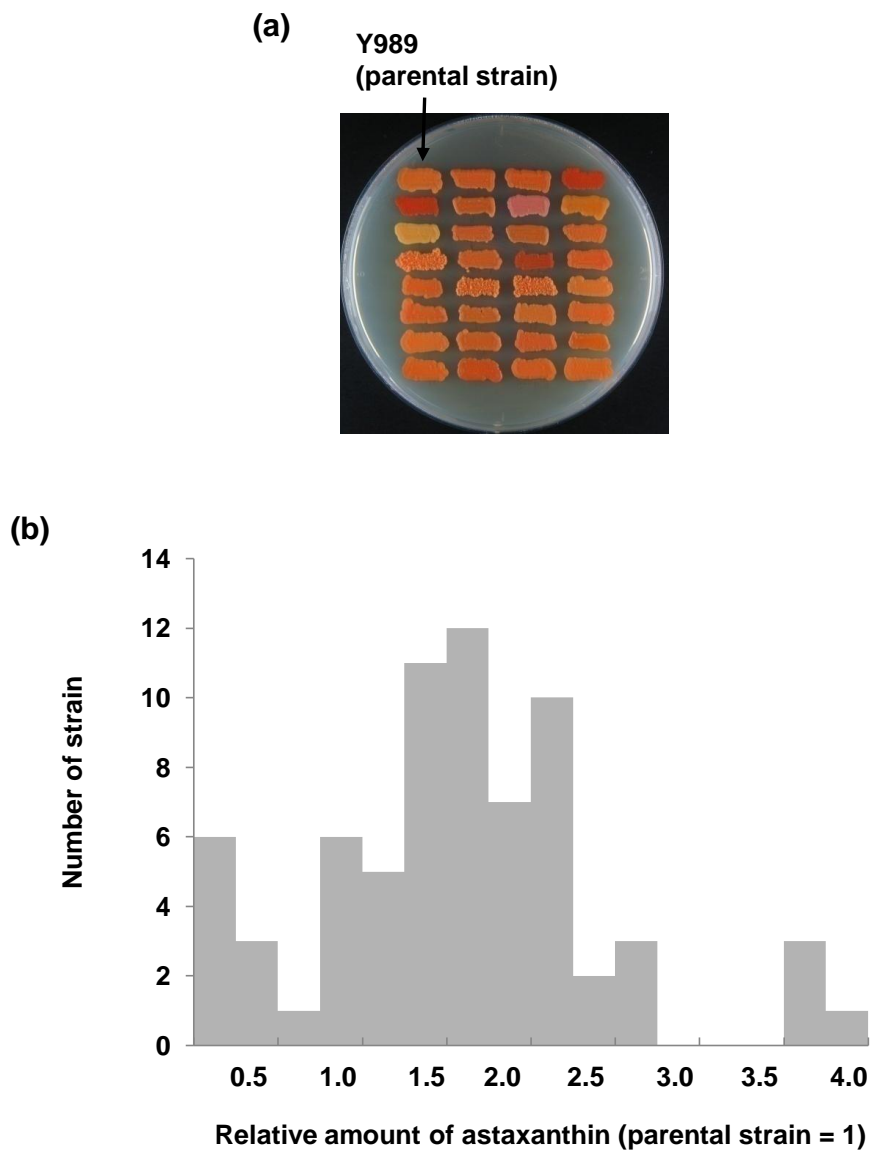 (a)
Y989
(parental strain)
(b)
14
12
10
8
6
4
2
0
Number of strain
0.5 1.0 1.5 2.0 2.5 3.0 3.5 4.0
Relative amount of astaxanthin (parental strain = 1)